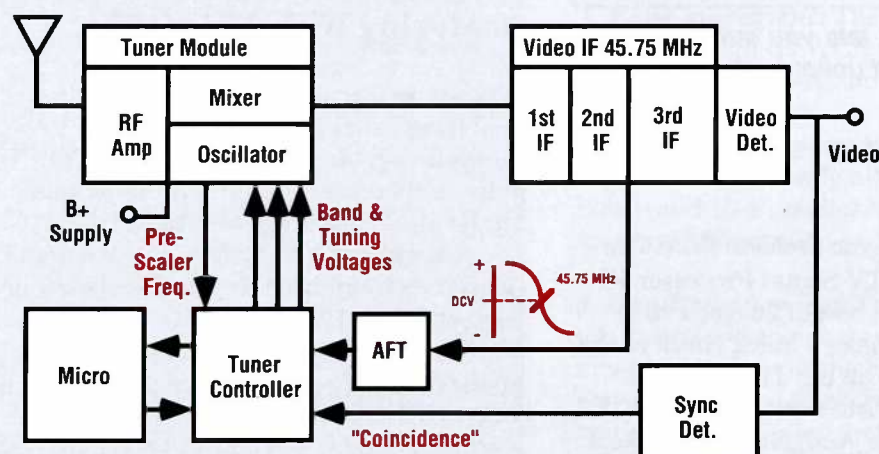 Tuner Module
RF
Amp
Mixer
Oscillator
Video IF 45.75 MHz
1st
IF
2nd
IF
3rd
IF
Video
Det.
Video
B+
Supply
Pre-
Scaler
Freq.
Band &
Tuning
Voltages
+
DCV
-
45.75 MHz
Micro
Tuner
Controller
AFT
Sync
Det.
"Coincidence"